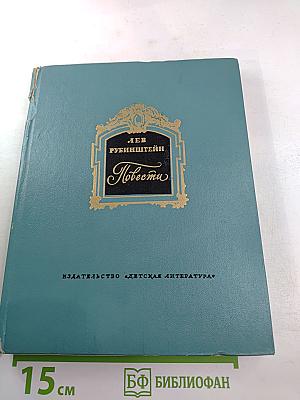 ЛЕВ
РУБИНШТЕЙН
Повести
ИЗДАТЕЛЬСТВО «ДЕТСКАЯ ЛИТЕРАТУРА»
15 см
БФ БИБЛИОФАН